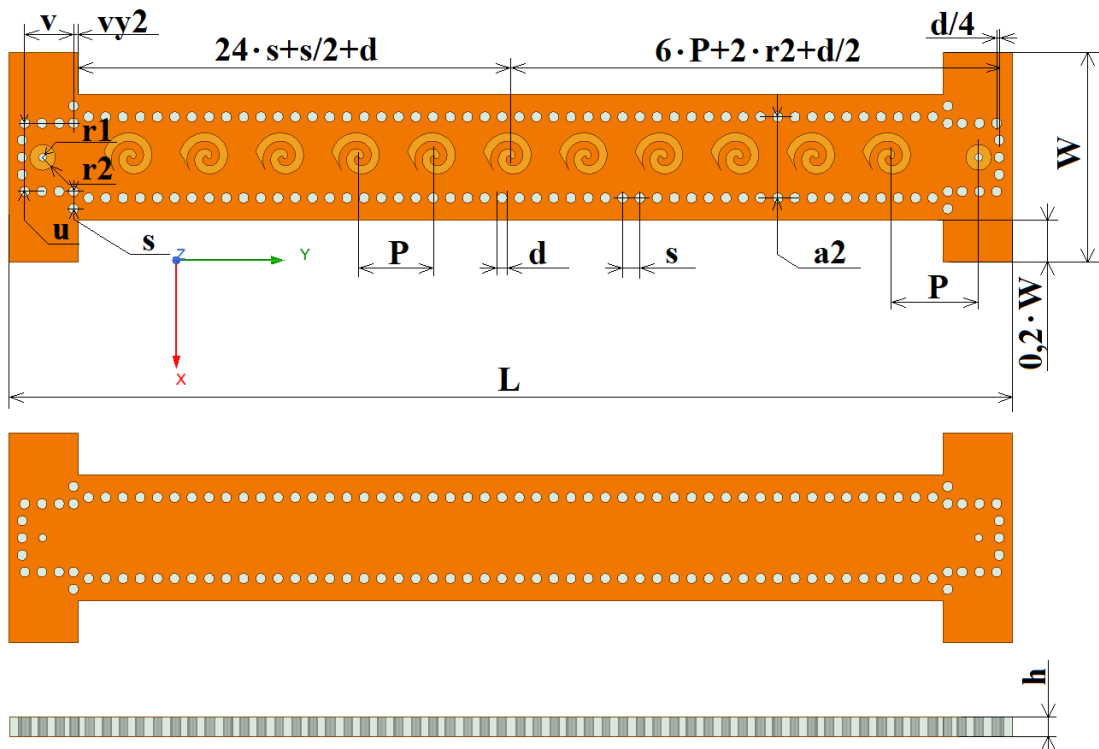 v
vy2
24·s+s/2+d
6·P+2·r2+d/2
d/4
r1
r2
W
u
s
Z
Y
P
d
s
a2
P
0,2·W
X
L
h